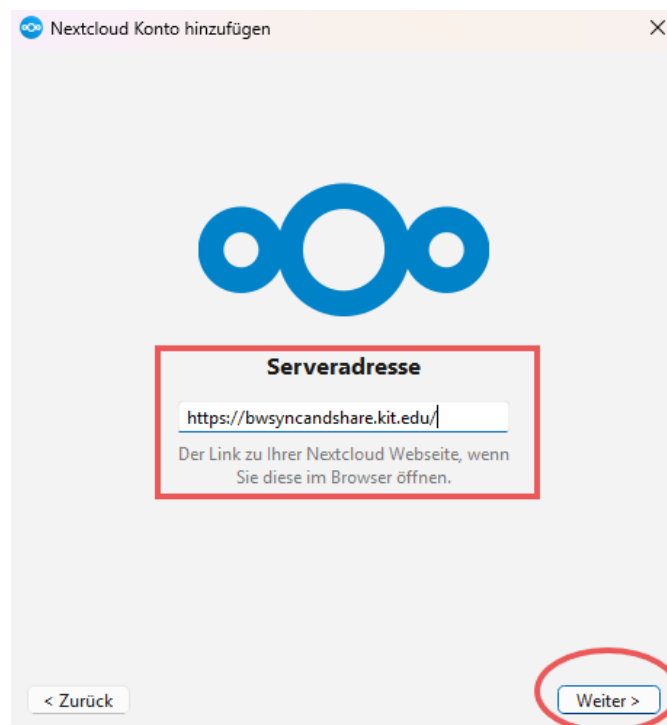 Nextcloud Konto hinzufügen
Serveradresse
https://bwsyncandshare.kit.edu/
Der Link zu Ihrer Nextcloud Webseite, wenn
Sie diese im Browser öffnen.
< Zurück
Weiter >